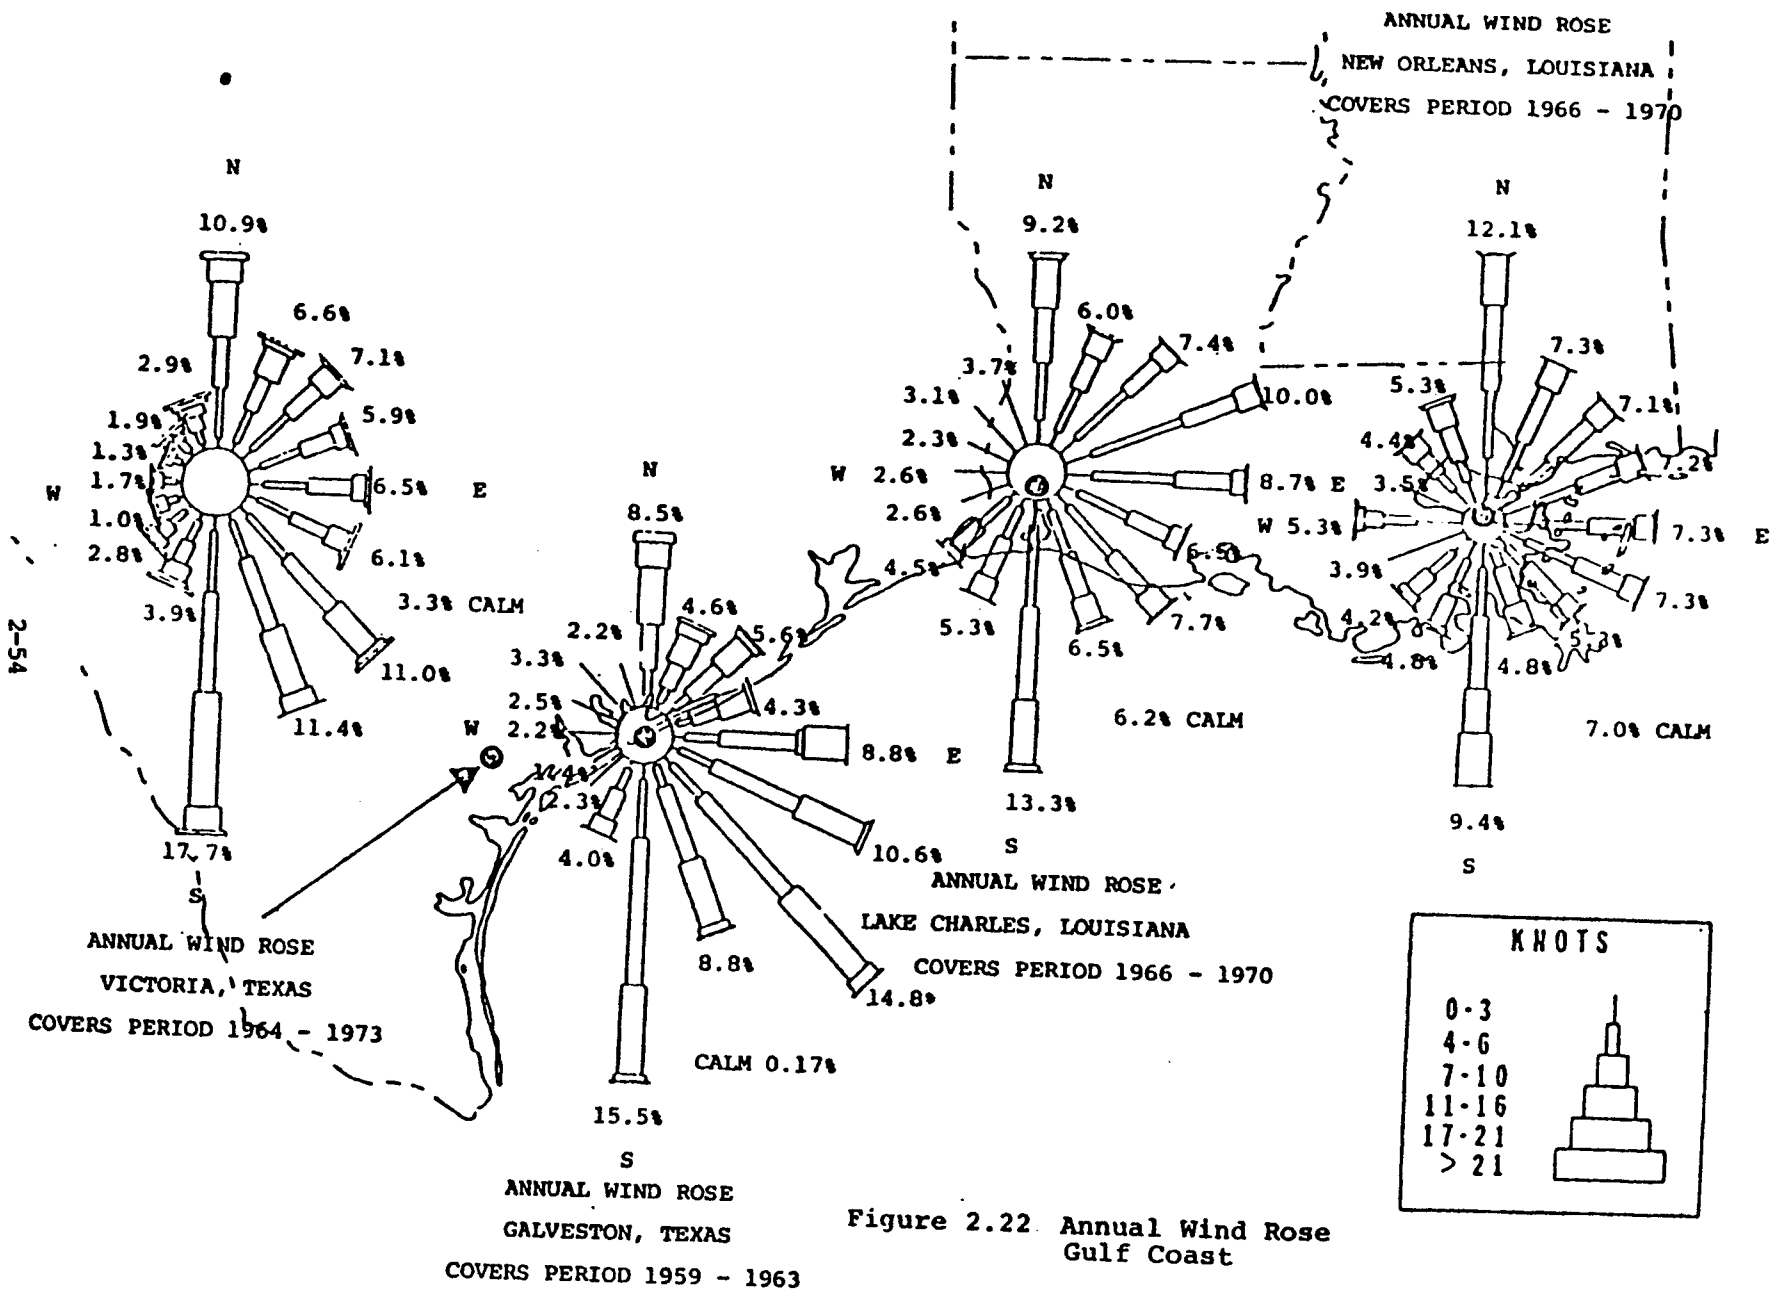 ANNUAL WIND ROSE
NEW ORLEANS, LOUISIANA
COVERS PERIOD 1966 - 1970
N
10.9%
6.6%
7.1%
2.9%
5.9%
1.9%
1.3%
W
1.7%
6.5%
E
1.0%
2.8%
6.1%
3.9%
3.3% CALM
11.0%
11.4%
17.7%
S
ANNUAL WIND ROSE
VICTORIA, TEXAS
COVERS PERIOD 1964 - 1973
N
8.5%
4.6%
2.2%
5.6%
3.3%
2.5%
4.3%
W
2.2%
8.8%
E
1.4%
2.3%
10.6%
4.0%
8.8%
14.8%
CALM 0.17%
15.5%
S
ANNUAL WIND ROSE
GALVESTON, TEXAS
COVERS PERIOD 1959 - 1963
N
9.2%
6.0%
7.4%
3.7%
3.1%
10.0%
2.3%
W
2.6%
8.7%
E
2.6%
6.5%
4.5%
5.3%
7.7%
6.5%
6.2% CALM
13.3%
S
ANNUAL WIND ROSE
LAKE CHARLES, LOUISIANA
COVERS PERIOD 1966 - 1970
N
12.1%
7.3%
5.3%
7.1%
4.4%
7.2%
3.5%
W
5.3%
7.3%
E
3.9%
7.3%
4.2%
4.8%
4.8%
7.0% CALM
9.4%
S
KNOTS
0-3
4-6
7-10
11-16
17-21
> 21
Figure 2.22 Annual Wind Rose
Gulf Coast
2-54